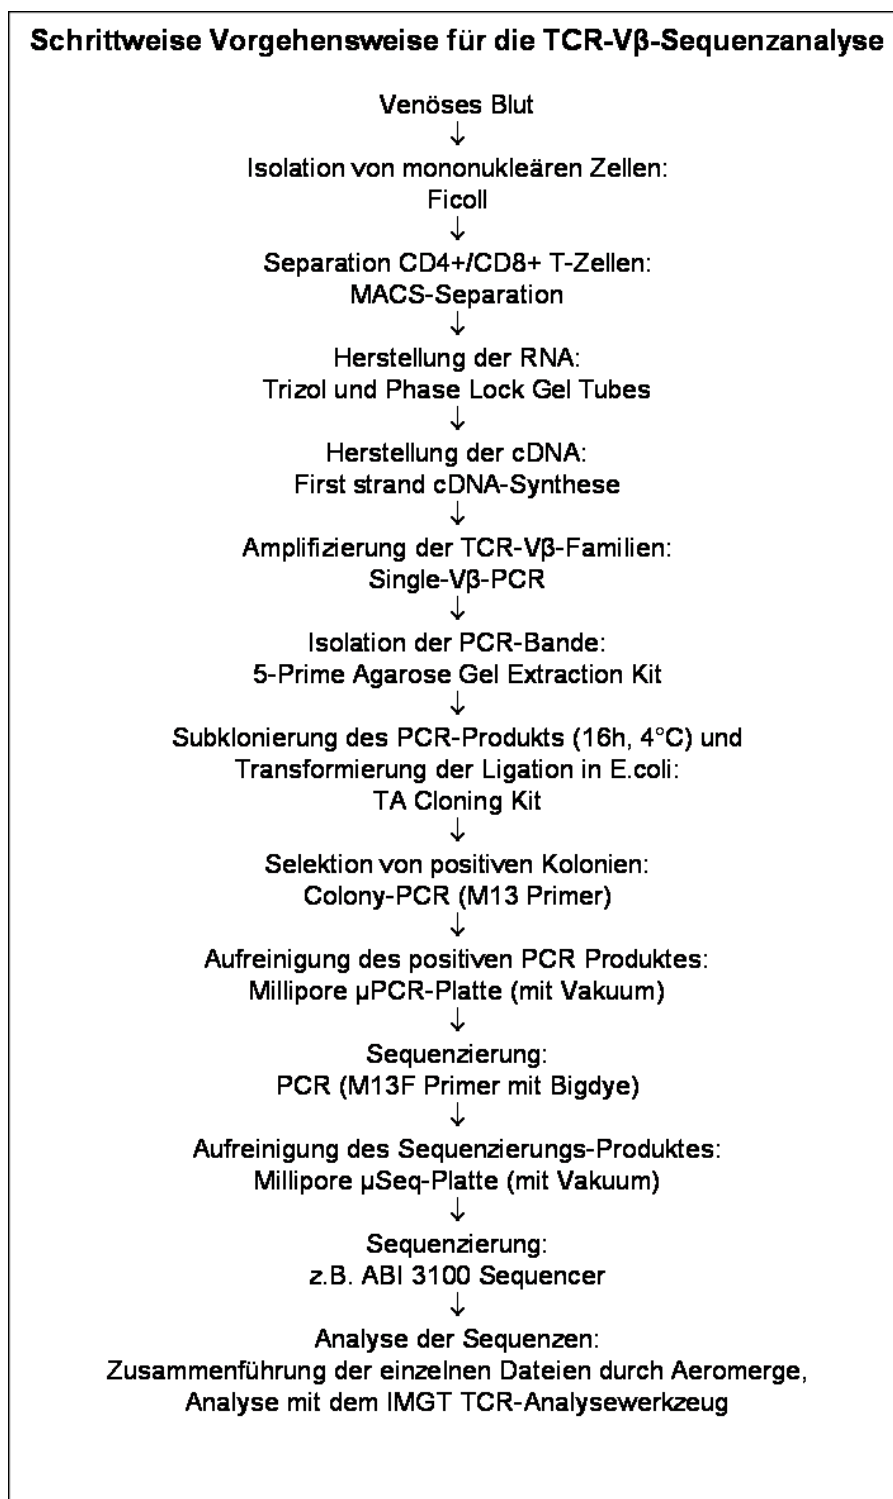 Schrittweise Vorgehensweise für die TCR-Vβ-Sequenzanalyse
Venöses Blut
↓
Isolation von mononukleären Zellen:
Ficoll
↓
Separation CD4+/CD8+ T-Zellen:
MACS-Separation
↓
Herstellung der RNA:
Trizol und Phase Lock Gel Tubes
↓
Herstellung der cDNA:
First strand cDNA-Synthese
↓
Amplifizierung der TCR-Vβ-Familien:
Single-Vβ-PCR
↓
Isolation der PCR-Bande:
5-Prime Agarose Gel Extraction Kit
↓
Subklonierung des PCR-Produkts (16h, 4°C) und
Transformierung der Ligation in E.coli:
TA Cloning Kit
↓
Selektion von positiven Kolonien:
Colony-PCR (M13 Primer)
↓
Aufreinigung des positiven PCR Produktes:
Millipore µPCR-Platte (mit Vakuum)
↓
Sequenzierung:
PCR (M13F Primer mit Bigdye)
↓
Aufreinigung des Sequenzierungs-Produktes:
Millipore µSeq-Platte (mit Vakuum)
↓
Sequenzierung:
z.B. ABI 3100 Sequencer
↓
Analyse der Sequenzen:
Zusammenführung der einzelnen Dateien durch Aeromerge,
Analyse mit dem IMGT TCR-Analysewerkzeug